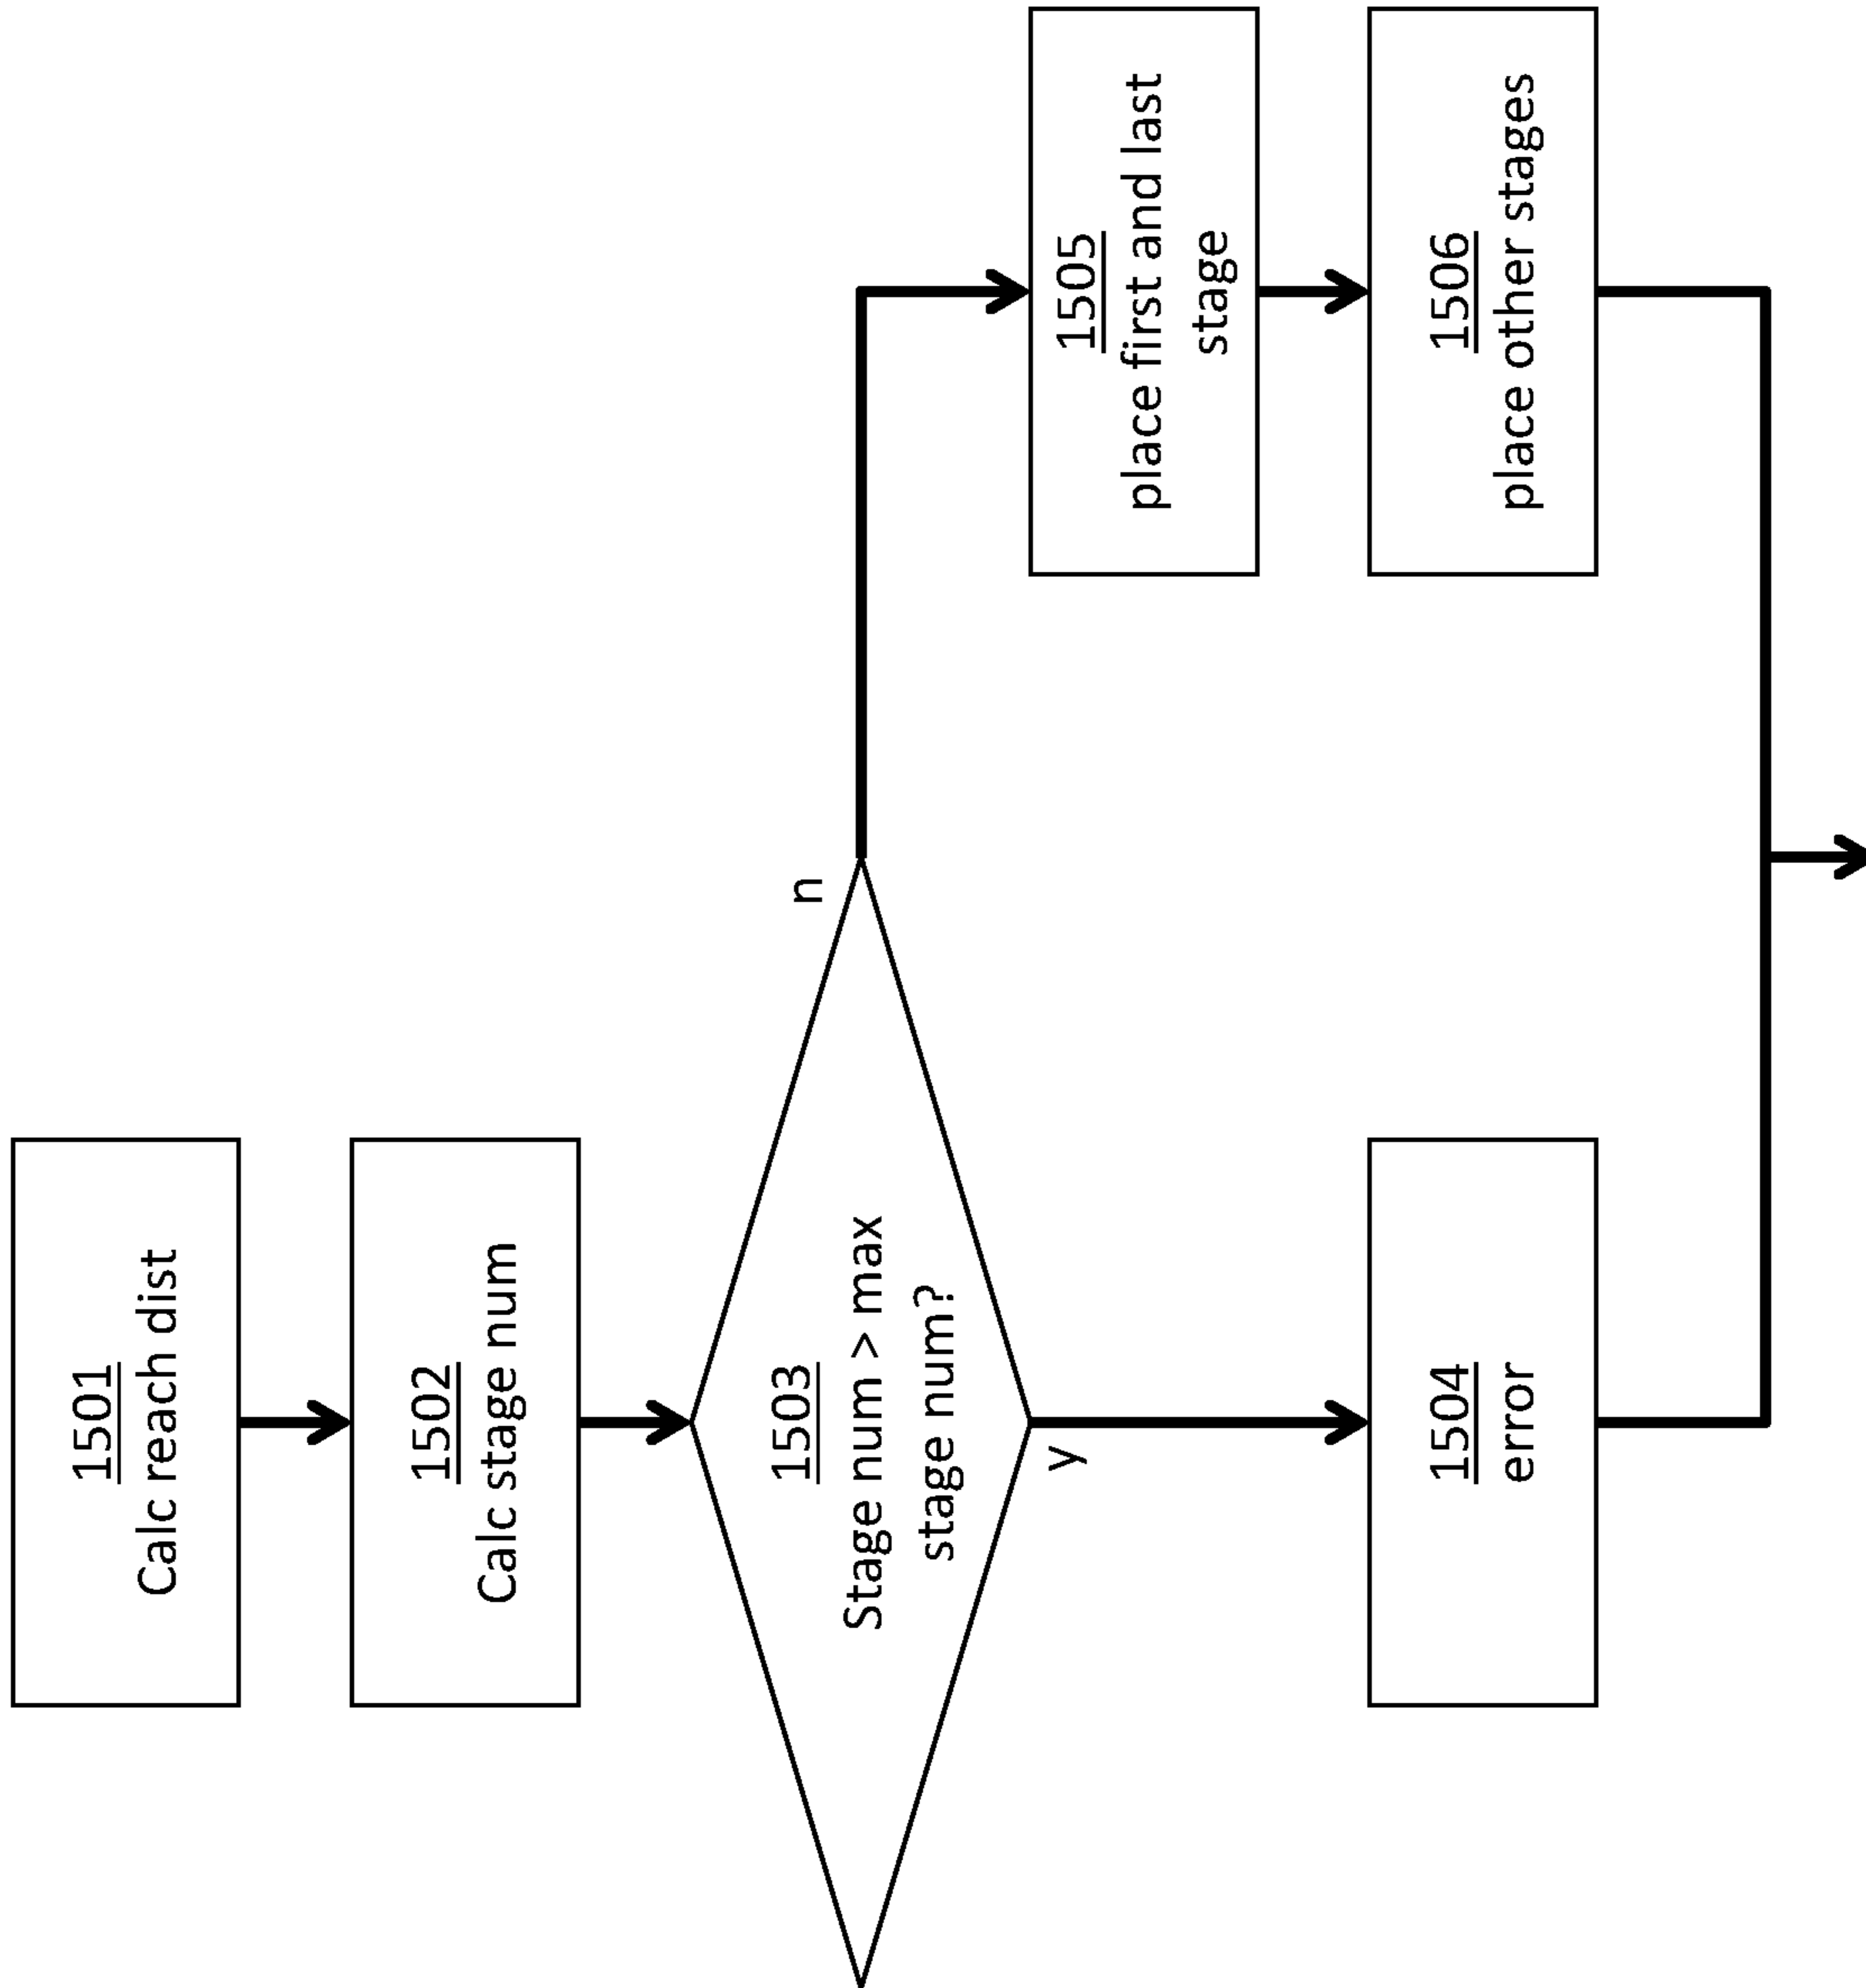 1501
Calc reach dist
1502
Calc stage num
1503
Stage num > max
stage num?
y
n
1504
error
1505
place first and last
stage
1506
place other stages